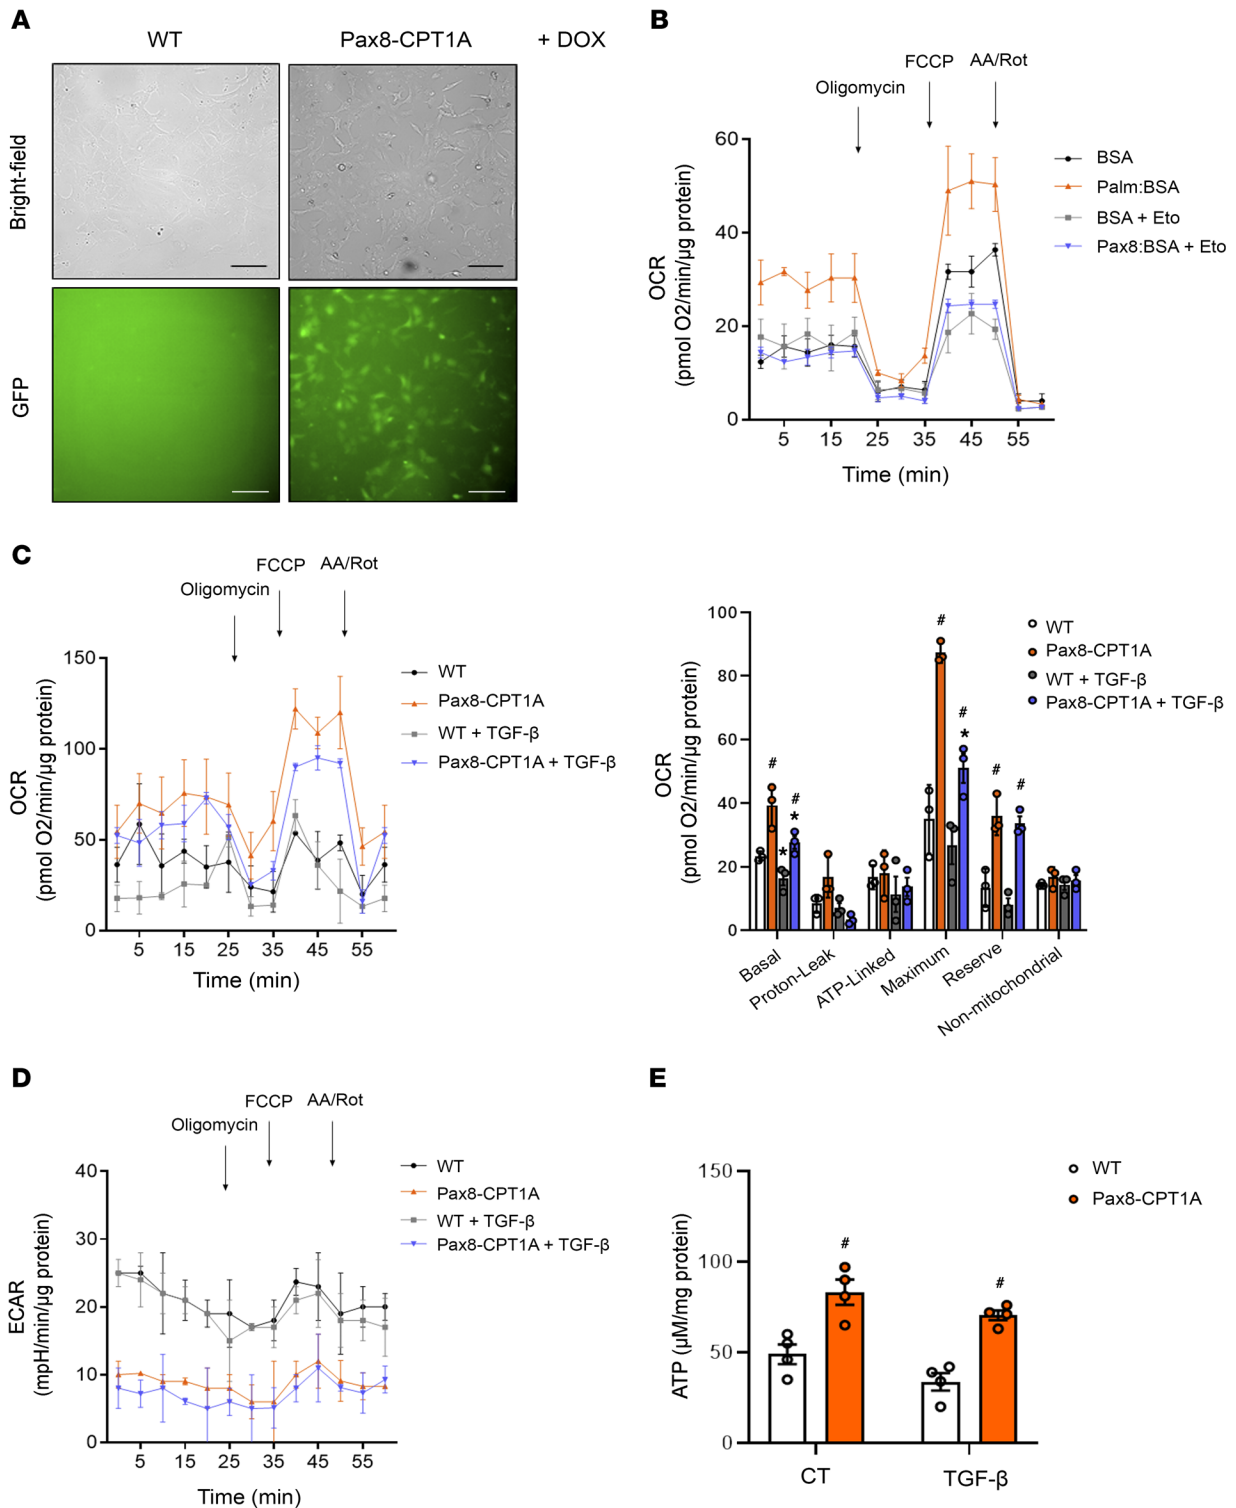 A
WT
Pax8-CPT1A
+ DOX
Bright-field
GFP
B
Oligomycin
FCCP
AA/Rot
OCR
(pmol O2/min/µg protein)
60
40
20
0
5
15
25
35
45
55
Time (min)
BSA
Palm:BSA
BSA + Eto
Pax8:BSA + Eto
C
Oligomycin
FCCP
AA/Rot
OCR
(pmol O2/min/µg protein)
150
100
50
0
5
15
25
35
45
55
Time (min)
WT
Pax8-CPT1A
WT + TGF-β
Pax8-CPT1A + TGF-β
OCR
(pmol O2/min/µg protein)
100
80
60
40
20
0
#
*
#
*
#
#
*
#
#
Basal
Proton-Leak
ATP-Linked
Maximum
Reserve
Non-mitochondrial
WT
Pax8-CPT1A
WT + TGF-β
Pax8-CPT1A + TGF-β
D
Oligomycin
FCCP
AA/Rot
ECAR
(mpH/min/µg protein)
40
30
20
10
0
5
15
25
35
45
55
Time (min)
WT
Pax8-CPT1A
WT + TGF-β
Pax8-CPT1A + TGF-β
E
ATP (µM/mg protein)
150
100
50
0
#
#
CT
TGF-β
WT
Pax8-CPT1A